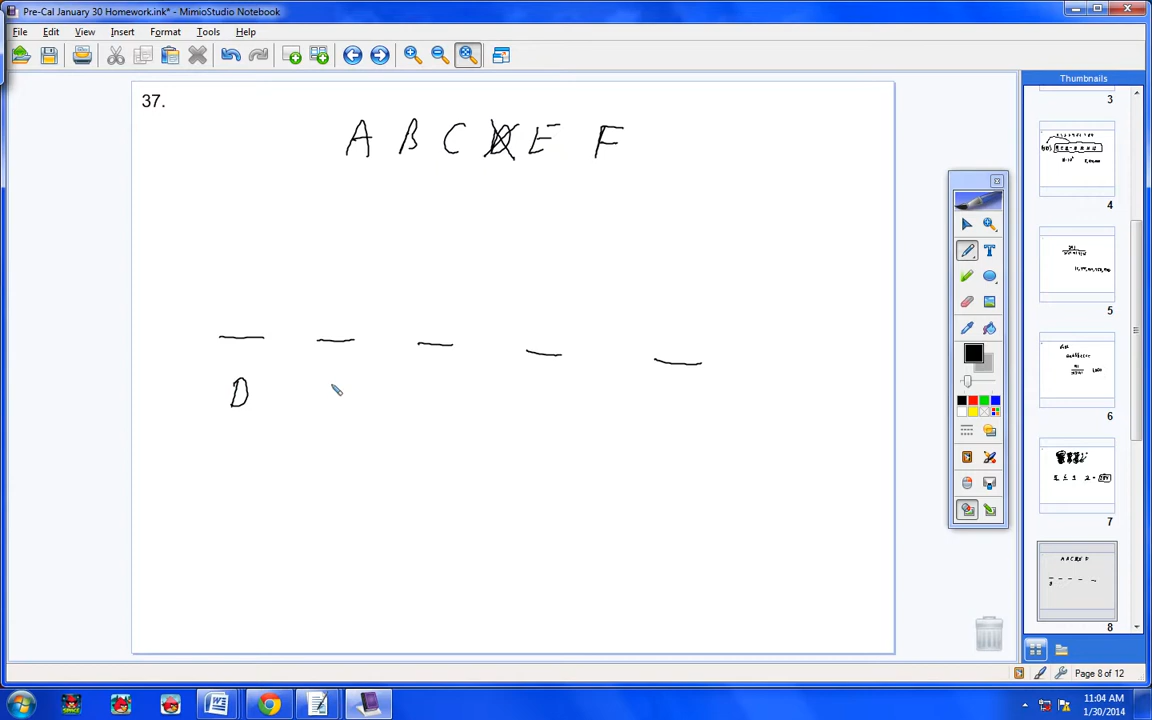 Pre-Cal January 30 Homework.ink* - MimioStudio Notebook
File Edit View Insert Format Tools Help
Thumbnails
37.
A B C D E F
D
3
4
5
6
7
8
Page 8 of 12
11:04 AM
1/30/2014